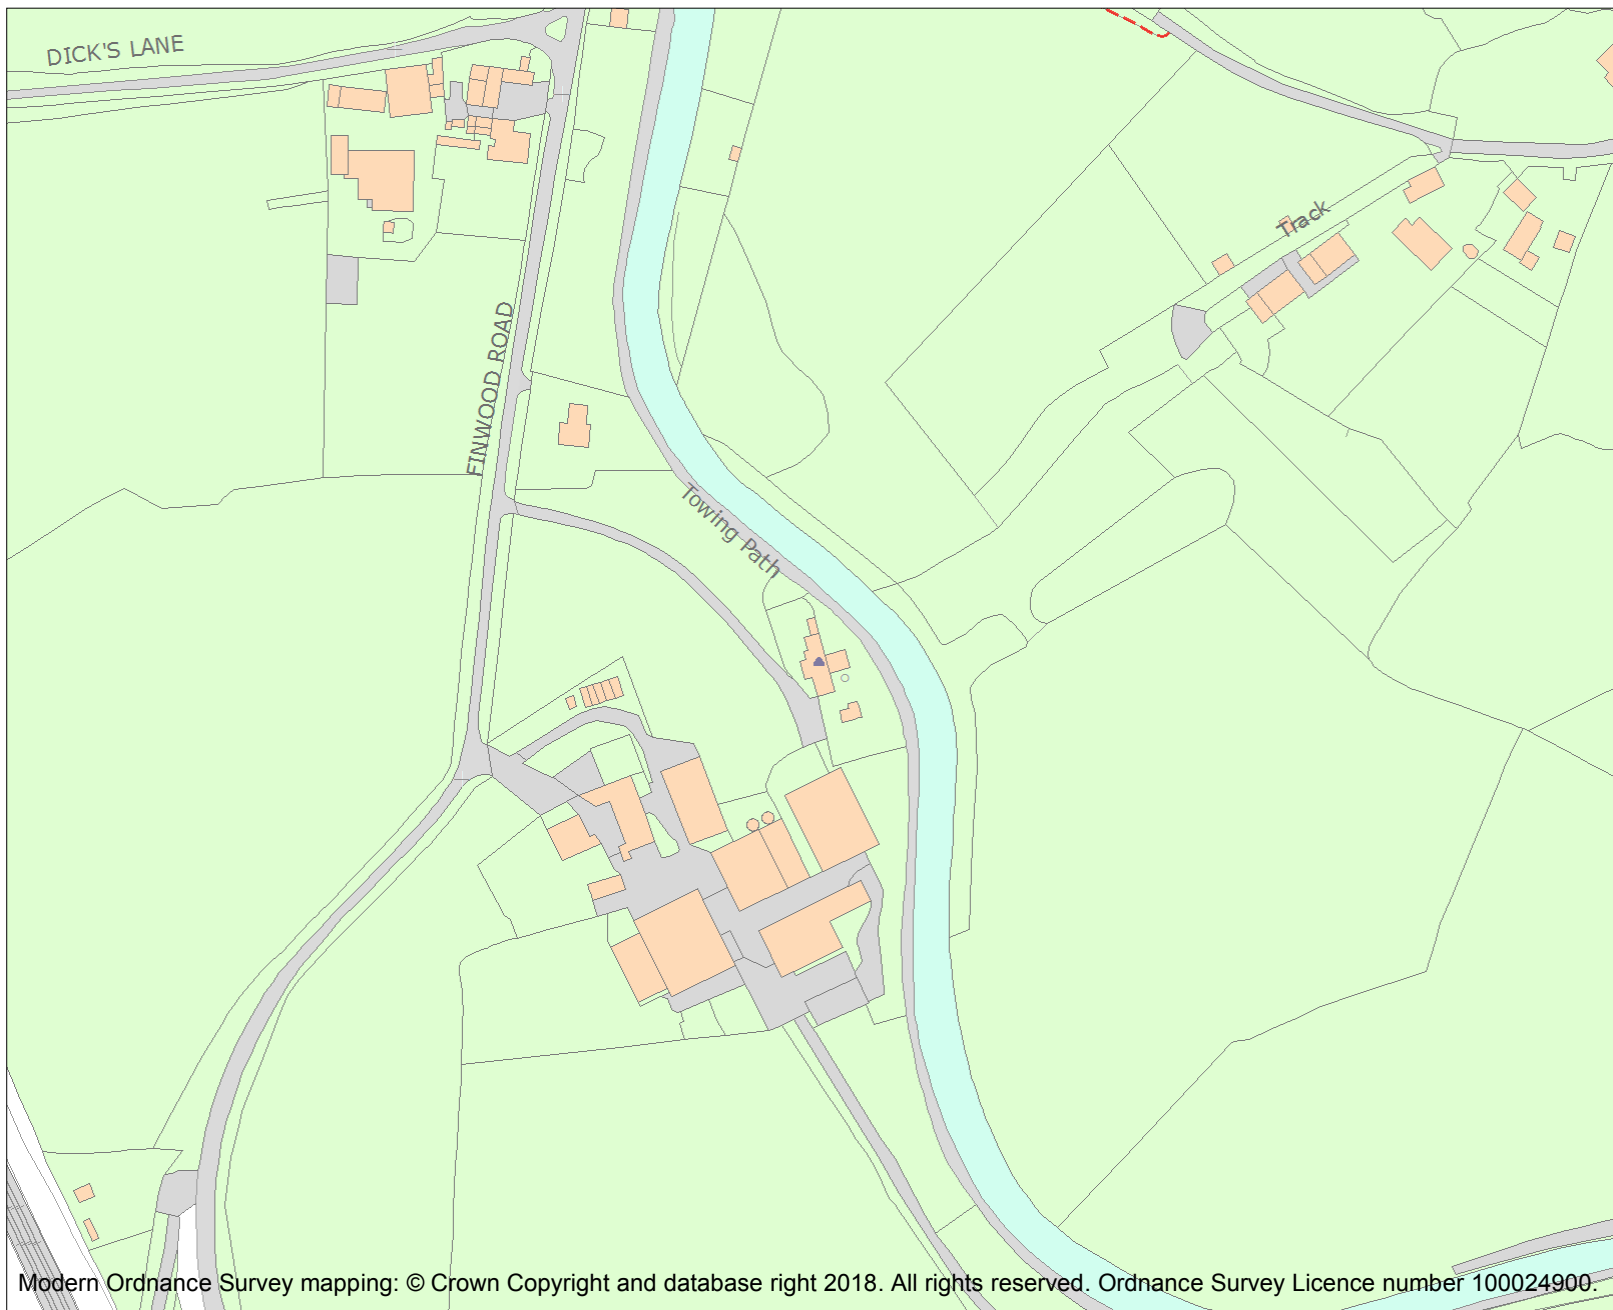 DICK'S LANE
Track
FINWOOD ROAD
Towing Path
Modern Ordnance Survey mapping: © Crown Copyright and database right 2018. All rights reserved. Ordnance Survey Licence number 100024900.